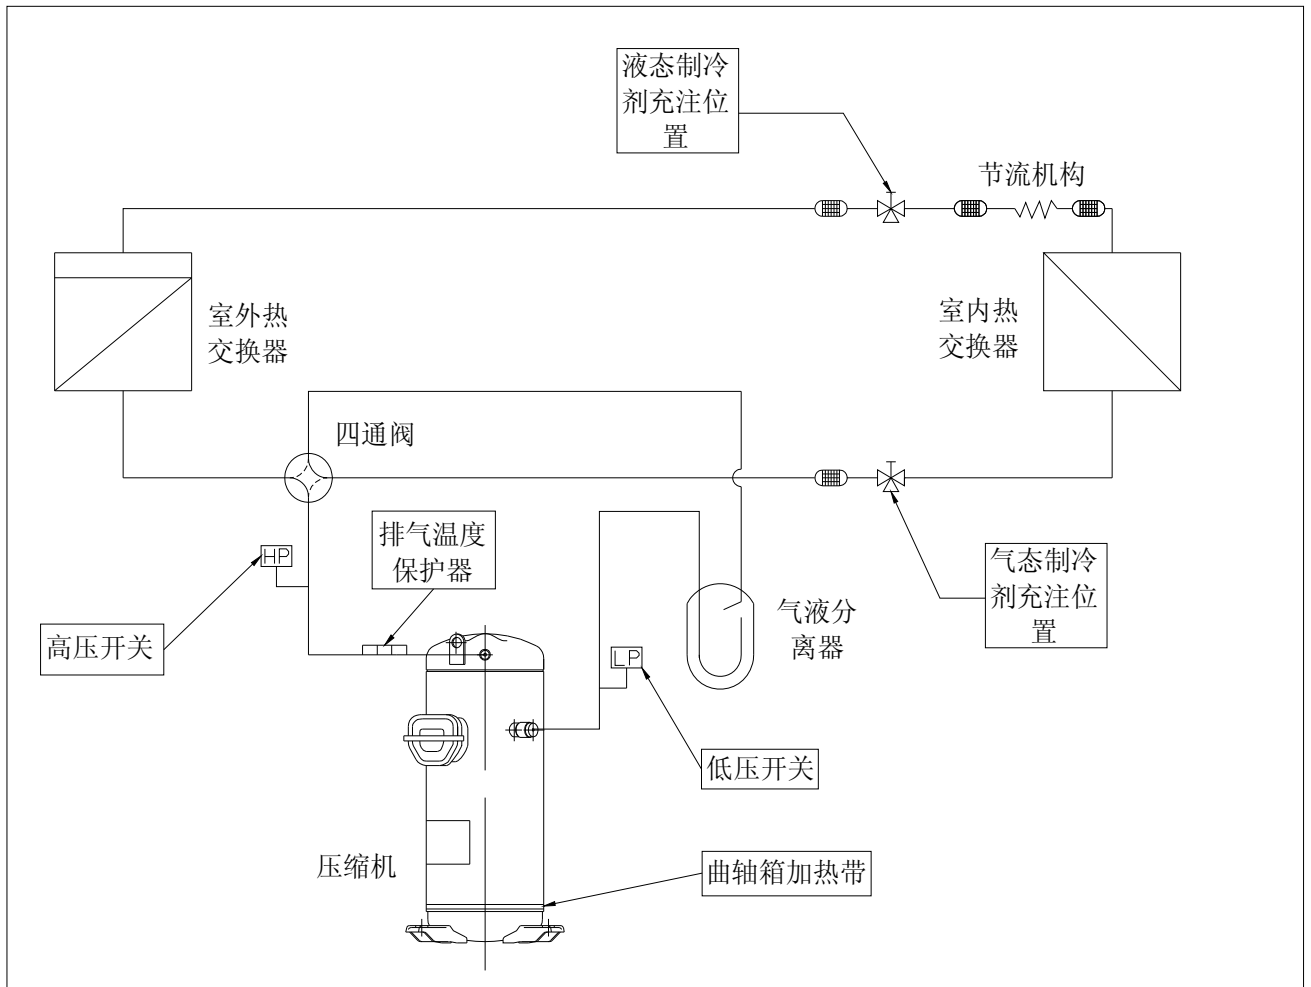 液态制冷
剂充注位
置
节流机构
室外热
交换器
室内热
交换器
四通阀
排气温度
保护器
HP
高压开关
气态制冷
剂充注位
置
气液分
离器
LP
低压开关
压缩机
曲轴箱加热带